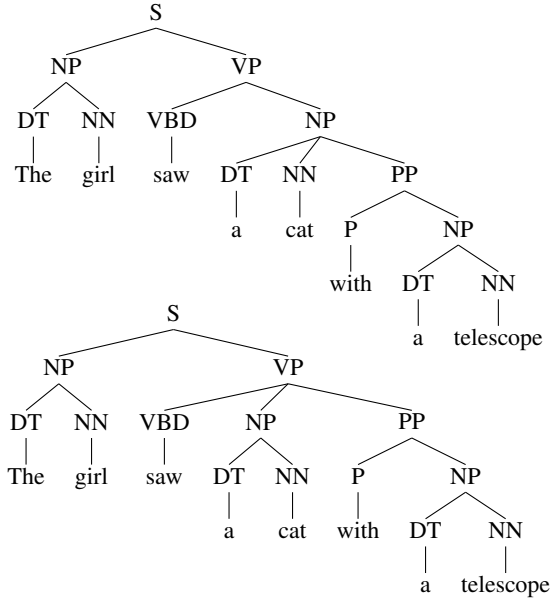 S
NP VP
DT NN VBD NP
The girl saw DT NN PP
a cat P NP
with DT NN
a telescope
S
NP VP
DT NN VBD NP PP
The girl saw DT NN P NP
a cat with DT NN
a telescope